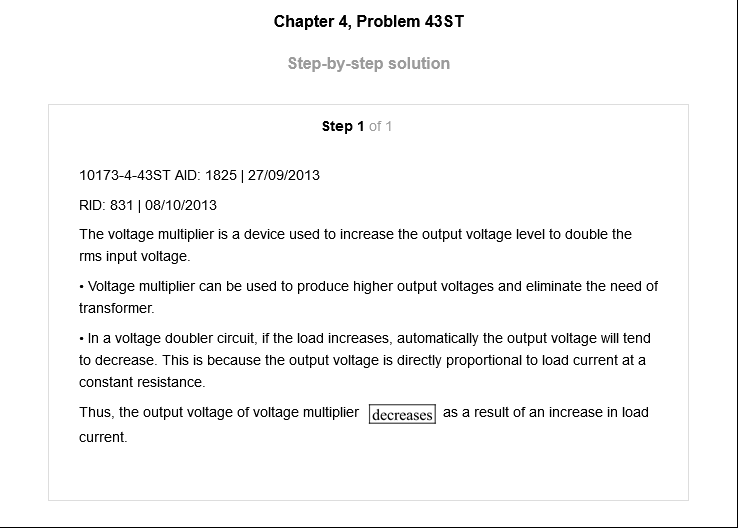 Chapter 4, Problem 43ST
Step-by-step solution
Step 1 of 1
10173-4-43ST AID: 1825 | 27/09/2013
RID: 831 | 08/10/2013
The voltage multiplier is a device used to increase the output voltage level to double the
rms input voltage.
• Voltage multiplier can be used to produce higher output voltages and eliminate the need of
transformer.
• In a voltage doubler circuit, if the load increases, automatically the output voltage will tend
to decrease. This is because the output voltage is directly proportional to load current at a
constant resistance.
Thus, the output voltage of voltage multiplier decreases as a result of an increase in load
current.